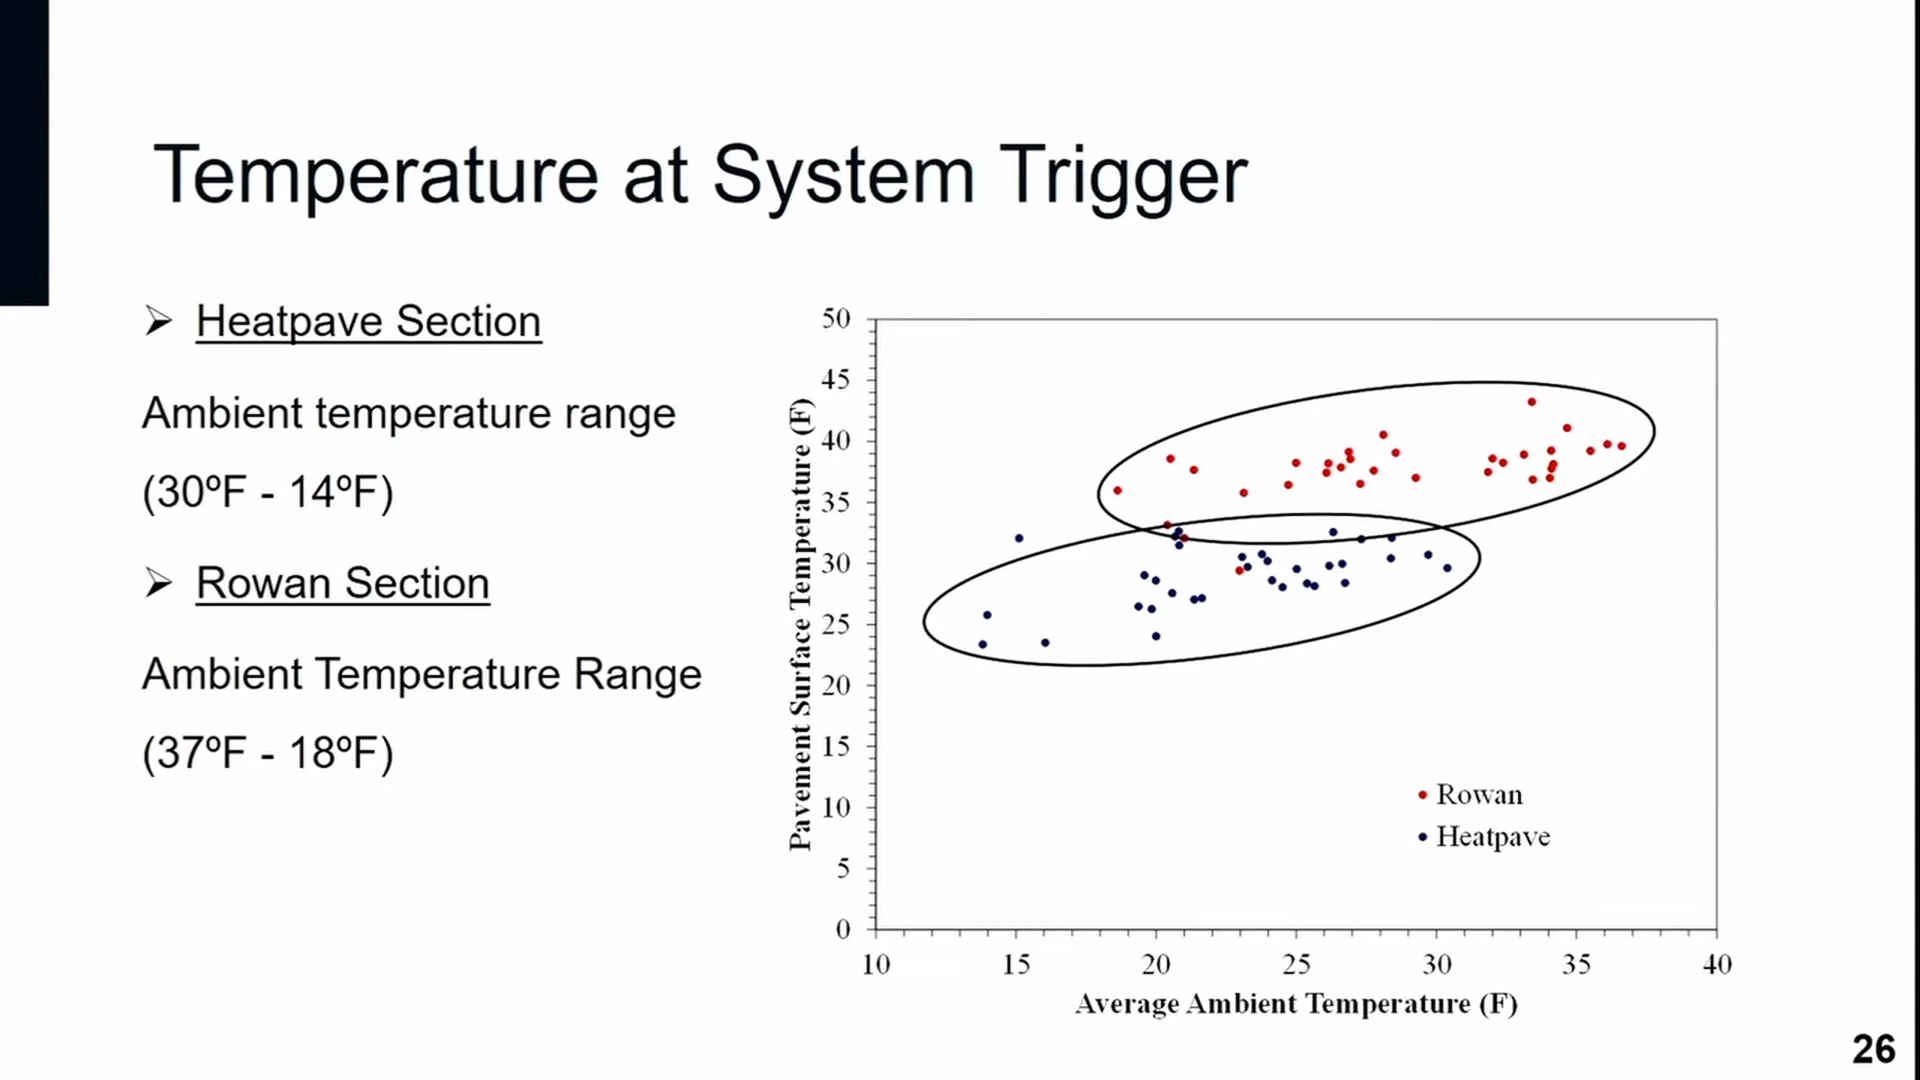 Temperature at System Trigger
Heatpave Section
Ambient temperature range
(30ºF - 14ºF)
Rowan Section
Ambient Temperature Range
(37ºF - 18ºF)
Pavement Surface Temperature (F)
50
45
40
35
30
25
20
15
10
5
0
Rowan
Heatpave
10 15 20 25 30 35 40
Average Ambient Temperature (F)
26